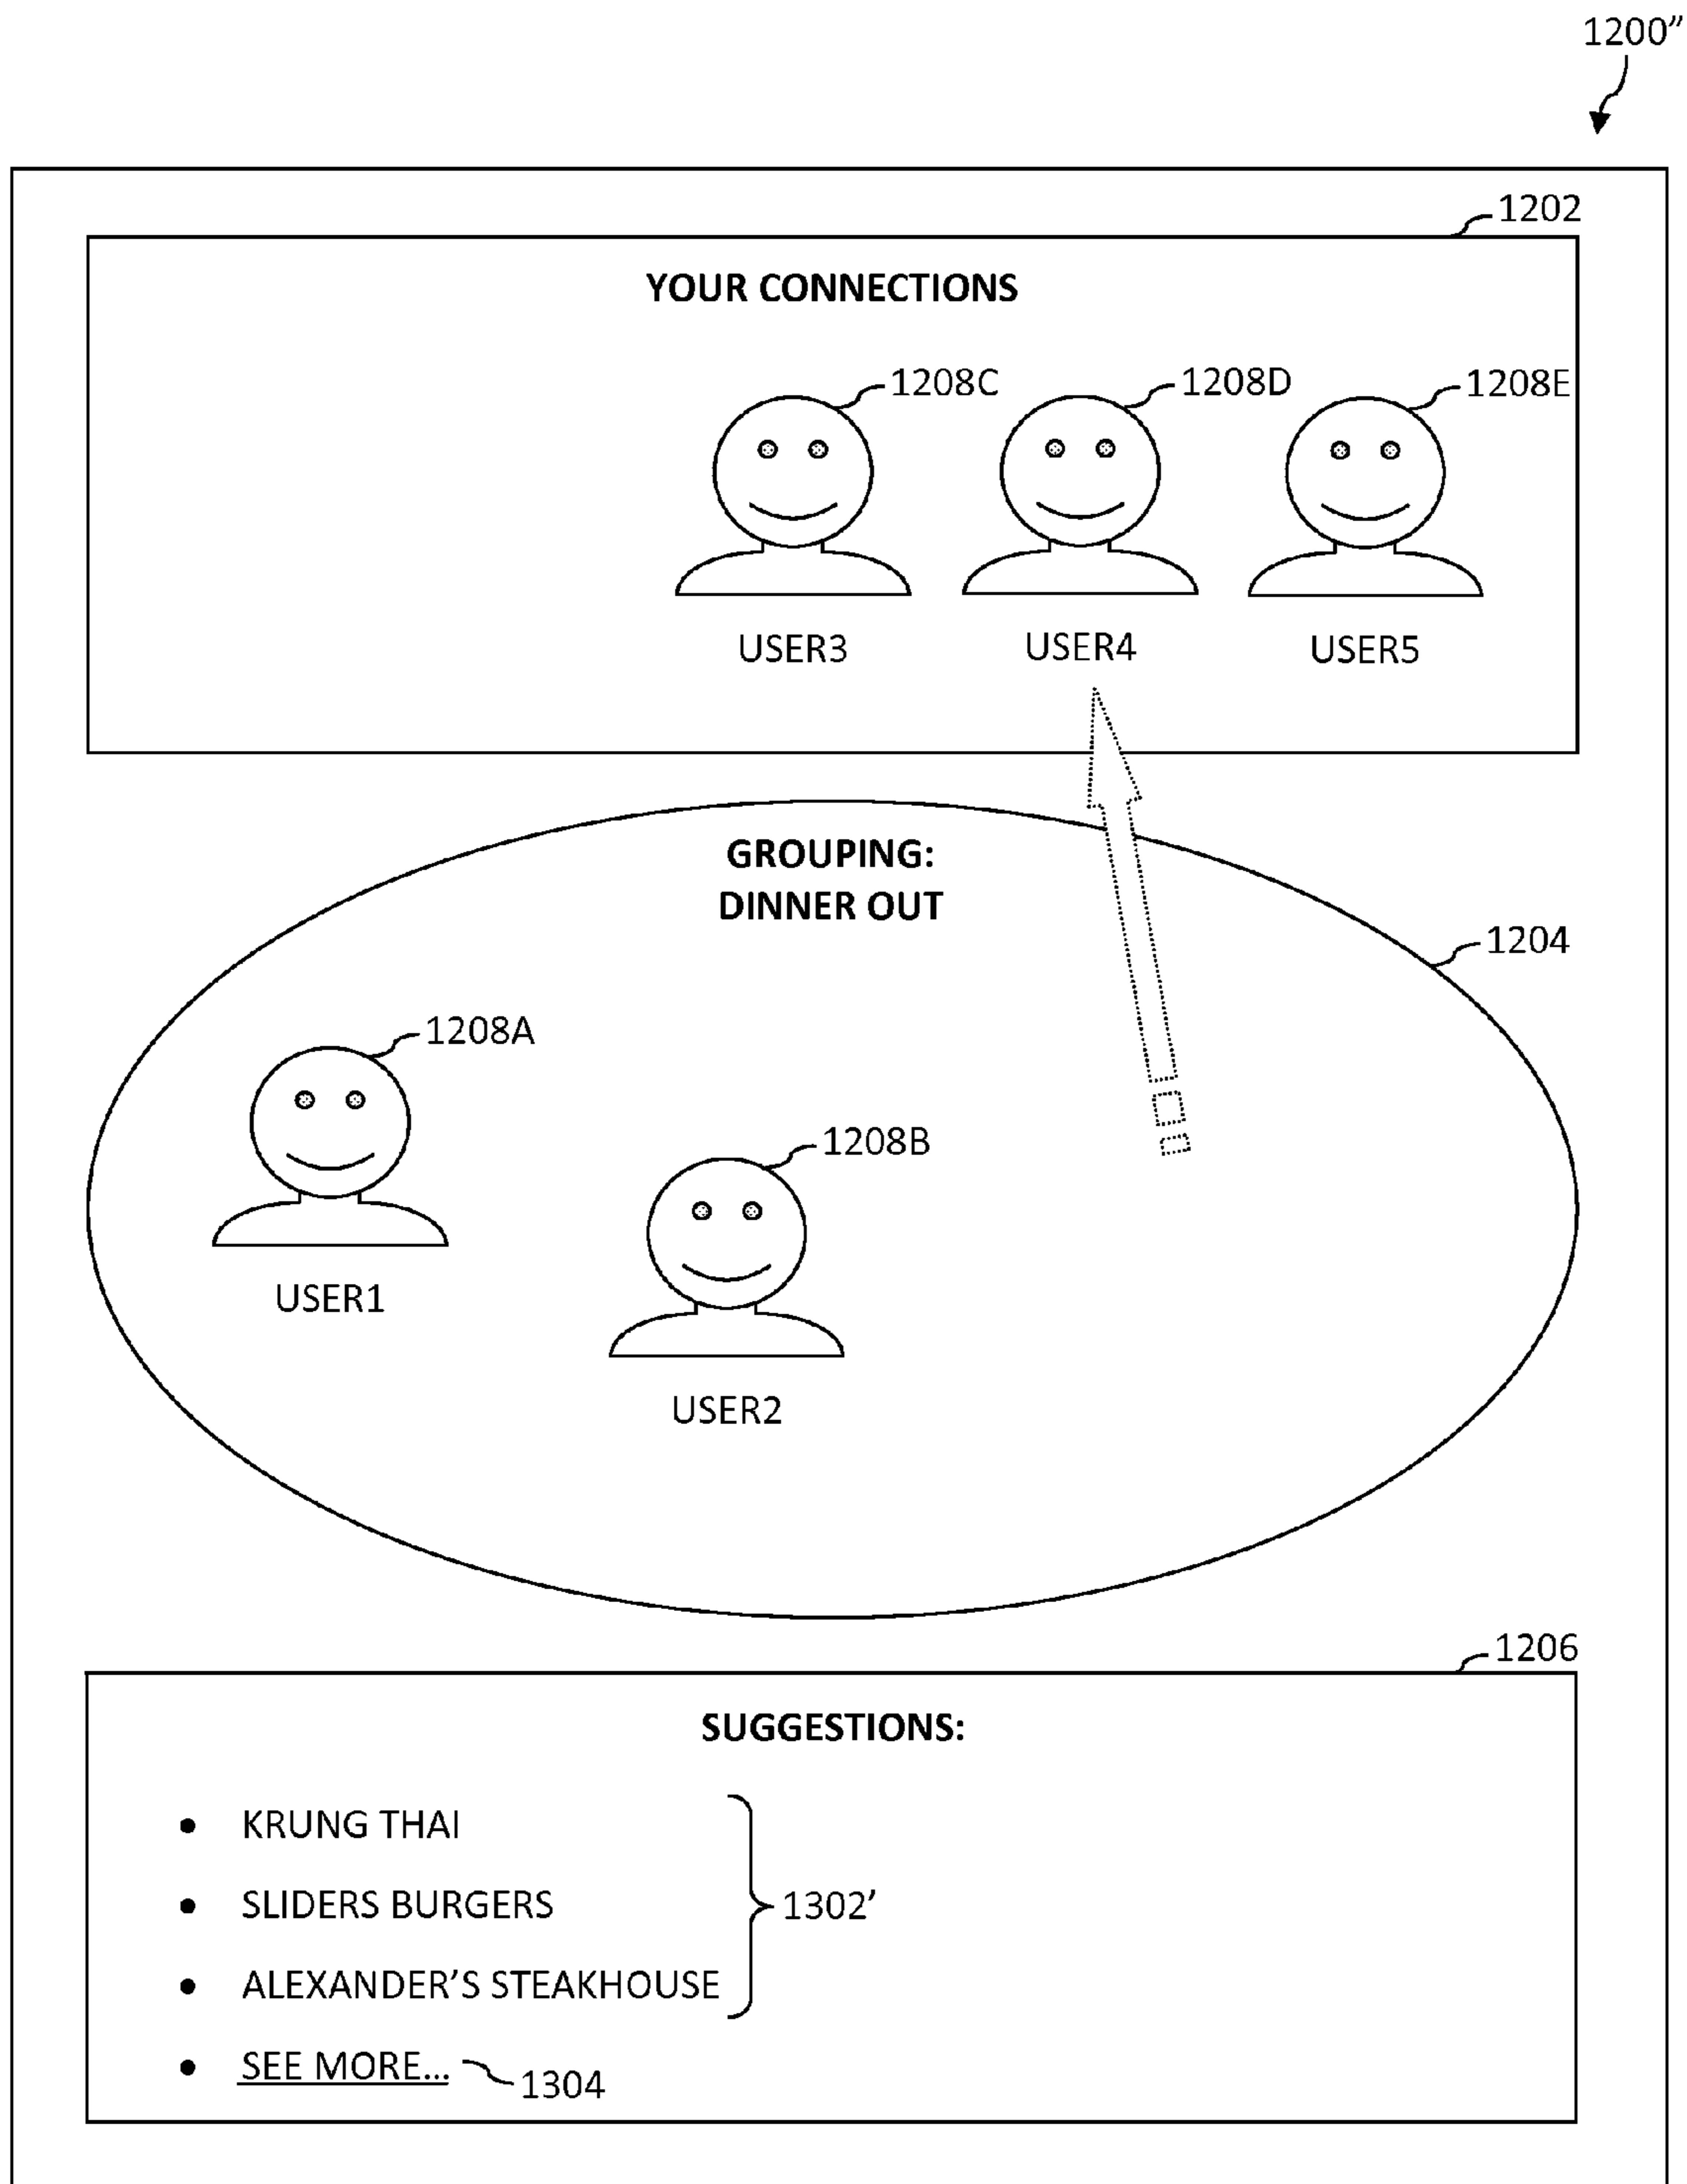 1200”
1202
YOUR CONNECTIONS
1208C
1208D
1208E
USER3
USER4
USER5
GROUPING:
DINNER OUT
1204
1208A
1208B
USER1
USER2
1206
SUGGESTIONS:
• KRUNG THAI
• SLIDERS BURGERS
1302’
• ALEXANDER’S STEAKHOUSE
• SEE MORE...
1304